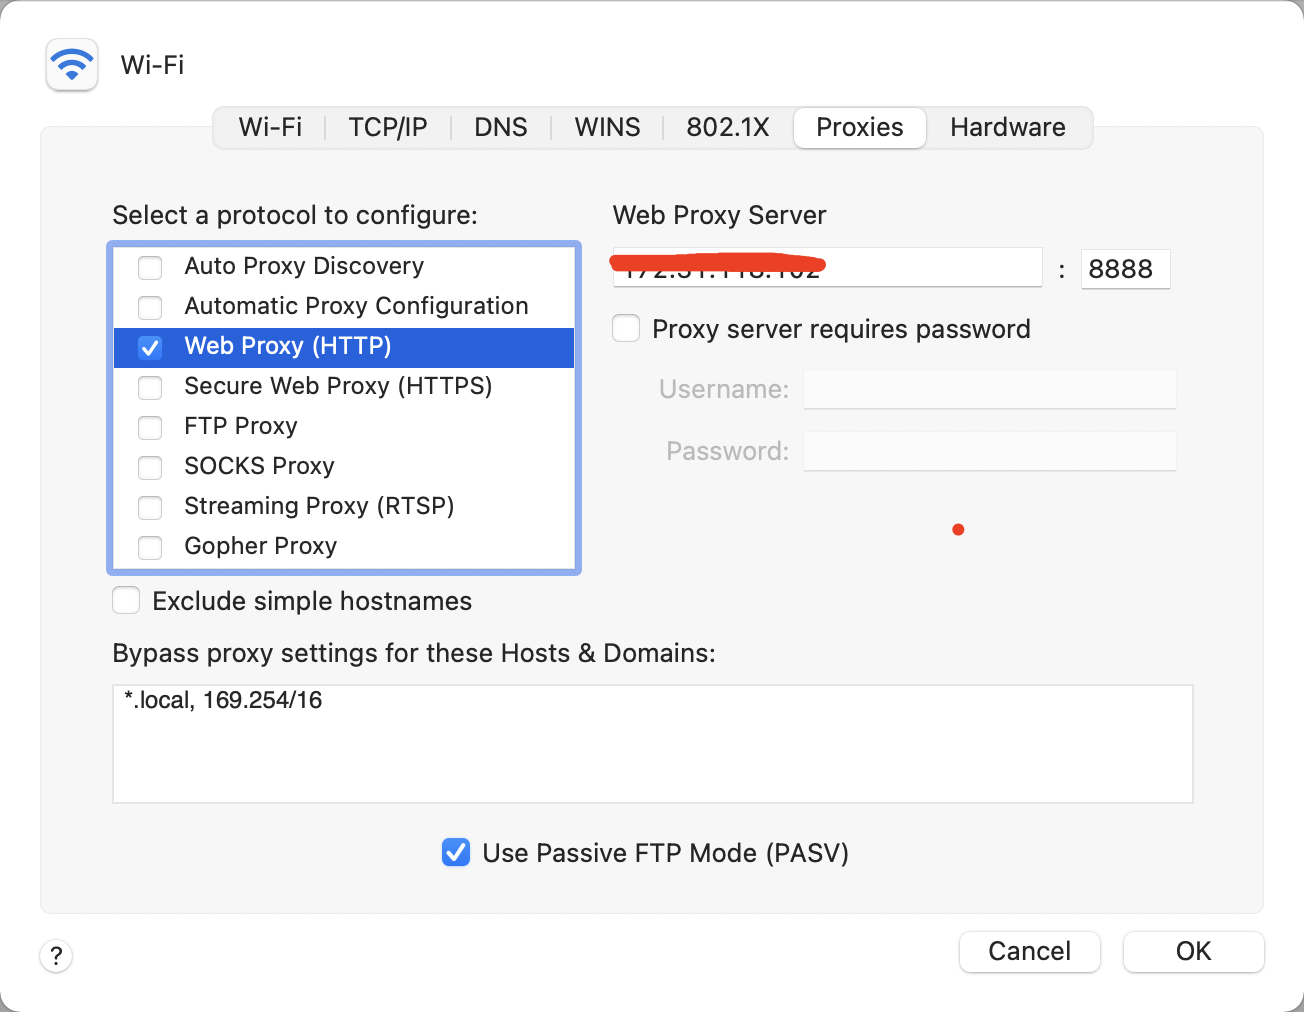 Wi-Fi
Wi-Fi TCP/IP DNS WINS 802.1X Proxies Hardware
Select a protocol to configure:
Auto Proxy Discovery
Automatic Proxy Configuration
Web Proxy (HTTP)
Secure Web Proxy (HTTPS)
FTP Proxy
SOCKS Proxy
Streaming Proxy (RTSP)
Gopher Proxy
Web Proxy Server
: 8888
Proxy server requires password
Username:
Password:
Exclude simple hostnames
Bypass proxy settings for these Hosts & Domains:
*.local, 169.254/16
Use Passive FTP Mode (PASV)
?
Cancel OK